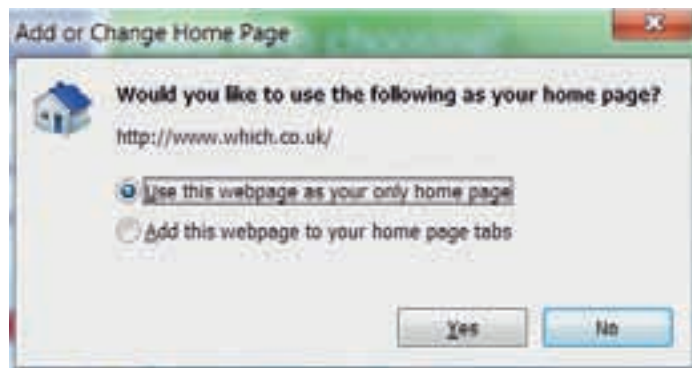 Add or Change Home Page
Would you like to use the following as your home page?
http://www.which.co.uk/
Use this webpage as your only home page
Add this webpage to your home page tabs
Yes No